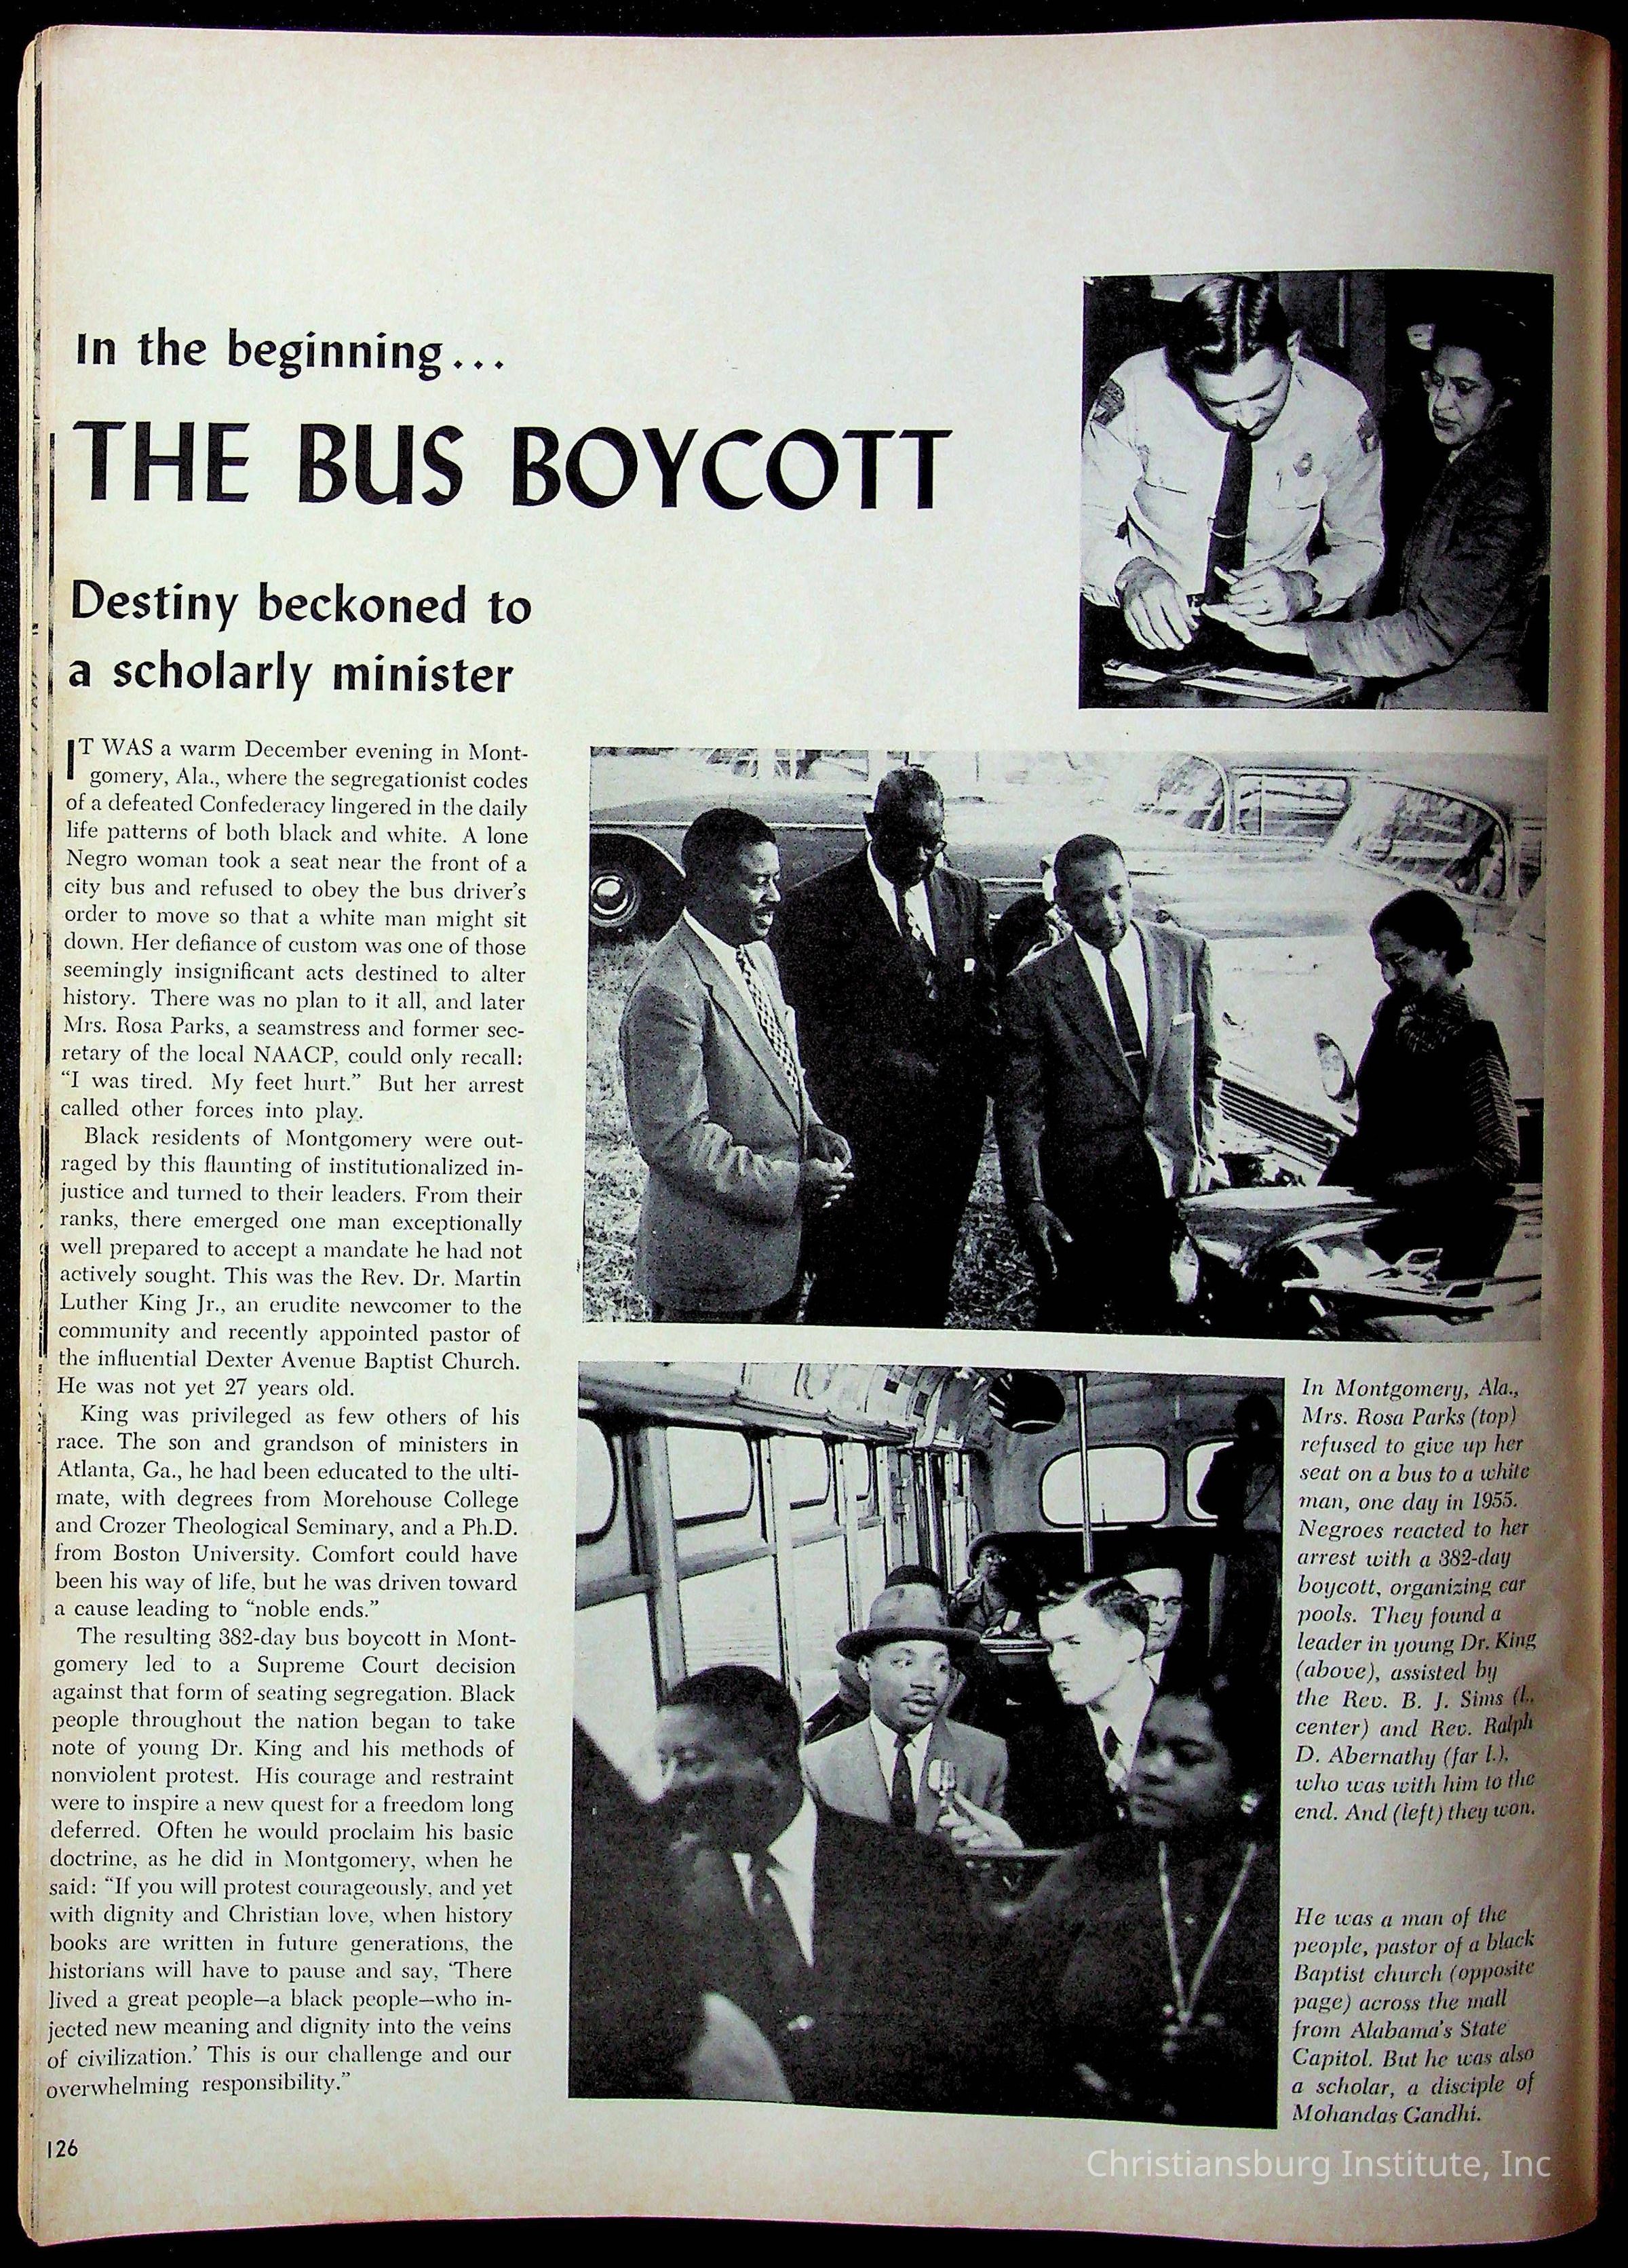 In the beginning...
THE BUS BOYCOTT
Destiny beckoned to
a scholarly minister
IT WAS a warm December evening in Mont-
gomery, Ala., where the segregationist codes
of a defeated Confederacy lingered in the daily
life patterns of both black and white. A lone
Negro woman took a seat near the front of a
city bus and refused to obey the bus driver's
order to move so that a white man might sit
down. Her defiance of custom was one of those
seemingly insignificant acts destined to alter
history. There was no plan to it all, and later
Mrs. Rosa Parks, a seamstress and former sec-
retary of the local NAACP, could only recall:
“I was tired. My feet hurt.” But her arrest
called other forces into play.
Black residents of Montgomery were out-
raged by this flaunting of institutionalized in-
justice and turned to their leaders. From their
ranks, there emerged one man exceptionally
well prepared to accept a mandate he had not
actively sought. This was the Rev. Dr. Martin
Luther King Jr., an erudite newcomer to the
community and recently appointed pastor of
the influential Dexter Avenue Baptist Church.
He was not yet 27 years old.
King was privileged as few others of his
race. The son and grandson of ministers in
Atlanta, Ga., he had been educated to the ulti-
mate, with degrees from Morehouse College
and Crozer Theological Seminary, and a Ph.D.
from Boston University. Comfort could have
been his way of life, but he was driven toward
a cause leading to “noble ends.”
The resulting 382-day bus boycott in Mont-
gomery led to a Supreme Court decision
against that form of seating segregation. Black
people throughout the nation began to take
note of young Dr. King and his methods of
nonviolent protest. His courage and restraint
were to inspire a new quest for a freedom long
deferred. Often he would proclaim his basic
doctrine, as he did in Montgomery, when he
said: “If you will protest courageously, and yet
with dignity and Christian love, when history
books are written in future generations, the
historians will have to pause and say, ‘There
lived a great people—a black people—who in-
jected new meaning and dignity into the veins
of civilization.’ This is our challenge and our
overwhelming responsibility.”
In Montgomery, Ala.,
Mrs. Rosa Parks (top)
refused to give up her
seat on a bus to a white
man, one day in 1955.
Negroes reacted to her
arrest with a 382-day
boycott, organizing car
pools. They found a
leader in young Dr. King
(above), assisted by
the Rev. B. J. Sims (l.,
center) and Rev. Ralph
D. Abernathy (far l.),
who was with him to the
end. And (left) they won.
He was a man of the
people, pastor of a black
Baptist church (opposite
page) across the mall
from Alabama's State
Capitol. But he was also
a scholar, a disciple of
Mohandas Gandhi.
126
Christiansburg Institute, Inc